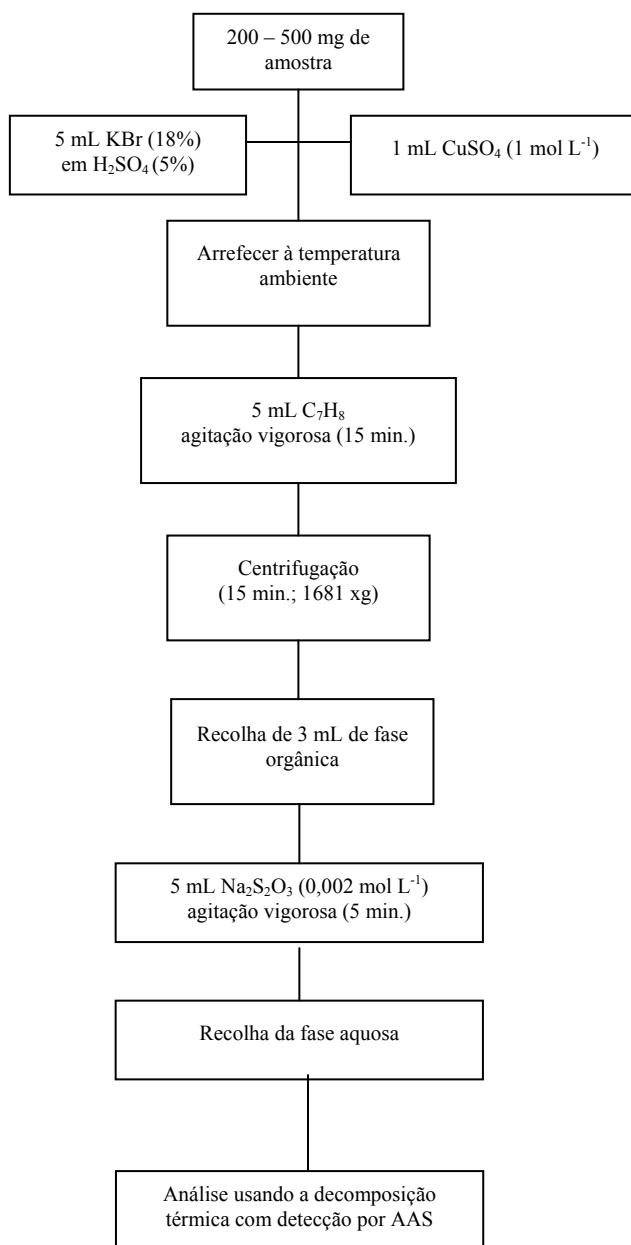 200 – 500 mg de
amostra
5 mL KBr (18%)
em H₂SO₄ (5%)
1 mL CuSO₄ (1 mol L⁻¹)
Arrefecer à temperatura
ambiente
5 mL C₇H₈
agitação vigorosa (15 min.)
Centrifugação
(15 min.; 1681 xg)
Recolha de 3 mL de fase
orgânica
5 mL Na₂S₂O₃ (0,002 mol L⁻¹)
agitação vigorosa (5 min.)
Recolha da fase aquosa
Análise usando a decomposição
térmica com detecção por AAS